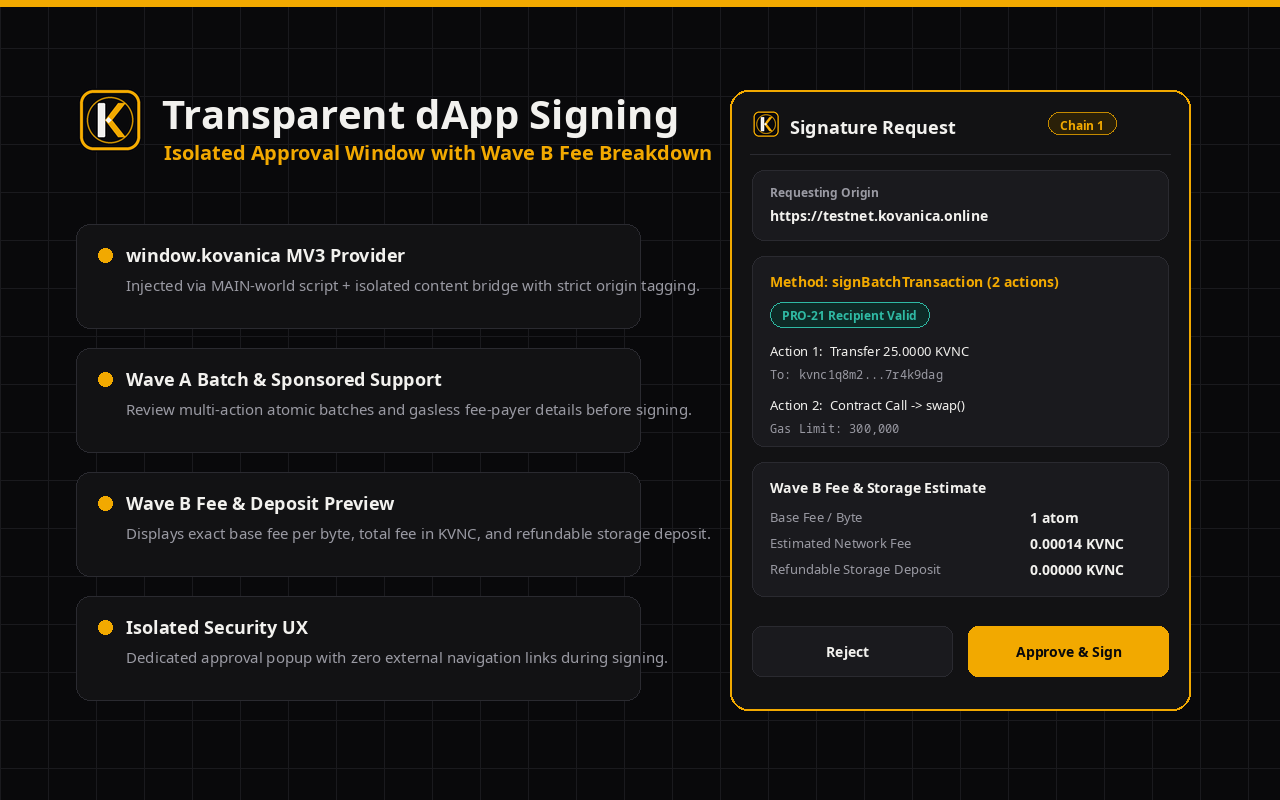 K
Transparent dApp Signing
Isolated Approval Window with Wave B Fee Breakdown
window.kovanica MV3 Provider
Injected via MAIN-world script + isolated content bridge with strict origin tagging.
Wave A Batch & Sponsored Support
Review multi-action atomic batches and gasless fee-payer details before signing.
Wave B Fee & Deposit Preview
Displays exact base fee per byte, total fee in KVNC, and refundable storage deposit.
Isolated Security UX
Dedicated approval popup with zero external navigation links during signing.
K
Signature Request
Chain 1
Requesting Origin
https://testnet.kovanica.online
Method: signBatchTransaction (2 actions)
PRO-21 Recipient Valid
Action 1: Transfer 25.0000 KVNC
To: kvnc1q8m2...7r4k9dag
Action 2: Contract Call -> swap()
Gas Limit: 300,000
Wave B Fee & Storage Estimate
Base Fee / Byte 1 atom
Estimated Network Fee 0.00014 KVNC
Refundable Storage Deposit 0.00000 KVNC
Reject
Approve & Sign